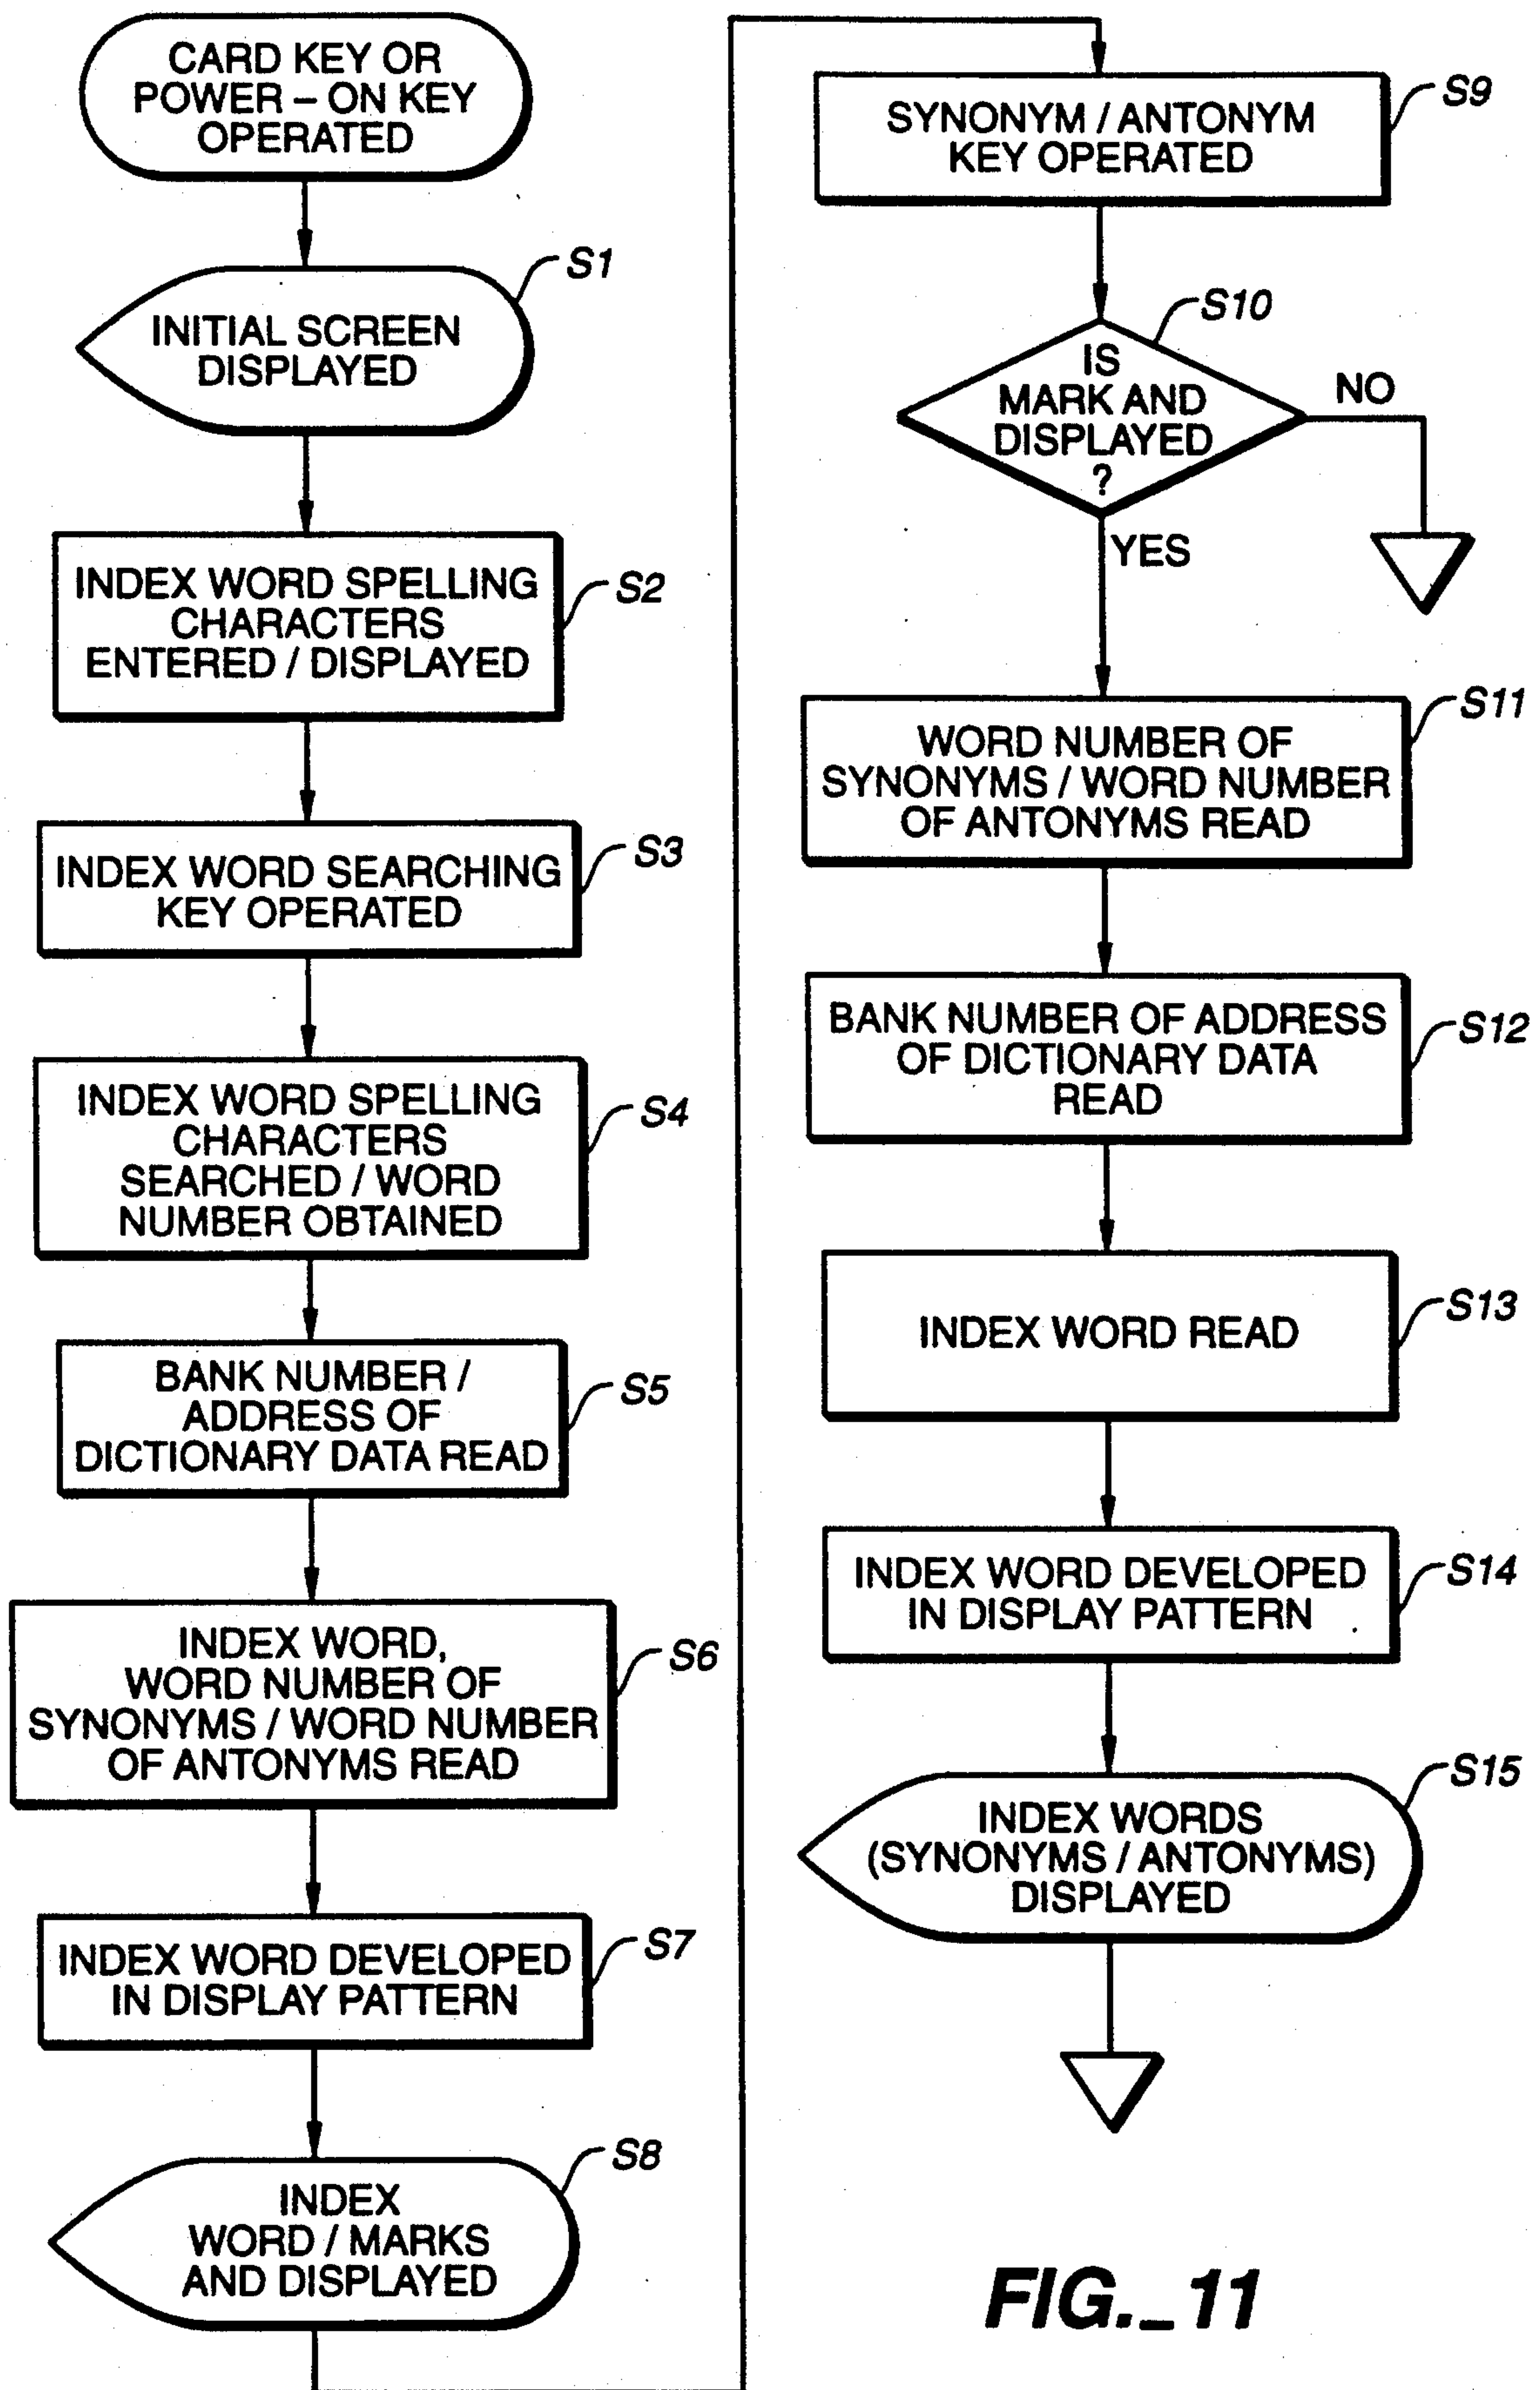 CARD KEY OR
POWER – ON KEY
OPERATED
S1
INITIAL SCREEN
DISPLAYED
S2
INDEX WORD SPELLING
CHARACTERS
ENTERED / DISPLAYED
S3
INDEX WORD SEARCHING
KEY OPERATED
S4
INDEX WORD SPELLING
CHARACTERS
SEARCHED / WORD
NUMBER OBTAINED
S5
BANK NUMBER /
ADDRESS OF
DICTIONARY DATA READ
S6
INDEX WORD,
WORD NUMBER OF
SYNONYMS / WORD NUMBER
OF ANTONYMS READ
S7
INDEX WORD DEVELOPED
IN DISPLAY PATTERN
S8
INDEX
WORD / MARKS
AND DISPLAYED
S9
SYNONYM / ANTONYM
KEY OPERATED
S10
IS
MARK AND
DISPLAYED
?
NO
YES
S11
WORD NUMBER OF
SYNONYMS / WORD NUMBER
OF ANTONYMS READ
S12
BANK NUMBER OF ADDRESS
OF DICTIONARY DATA
READ
S13
INDEX WORD READ
S14
INDEX WORD DEVELOPED
IN DISPLAY PATTERN
S15
INDEX WORDS
(SYNONYMS / ANTONYMS)
DISPLAYED
FIG._11